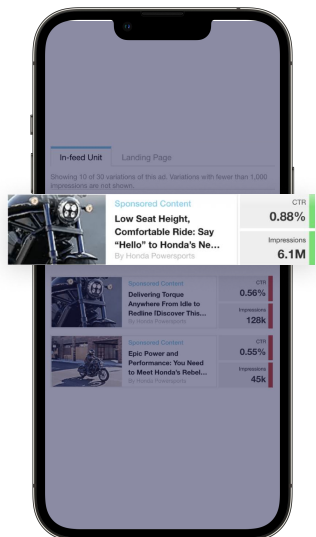 In-feed Unit
Landing Page
Showing 10 of 30 variations of this ad. Variations with fewer than 1,000
impressions are not shown.
Sponsored Content
Low Seat Height,
Comfortable Ride: Say
“Hello” to Honda’s Ne...
By Honda Powersports
CTR
0.88%
Impressions
6.1M
Sponsored Content
Delivering Torque
Anywhere From Idle to
Redline [Discover This...
By Honda Powersports
CTR
0.56%
Impressions
128k
Sponsored Content
Epic Power and
Performance: You Need
to Meet Honda’s Rebel...
By Honda Powersports
CTR
0.55%
Impressions
45k